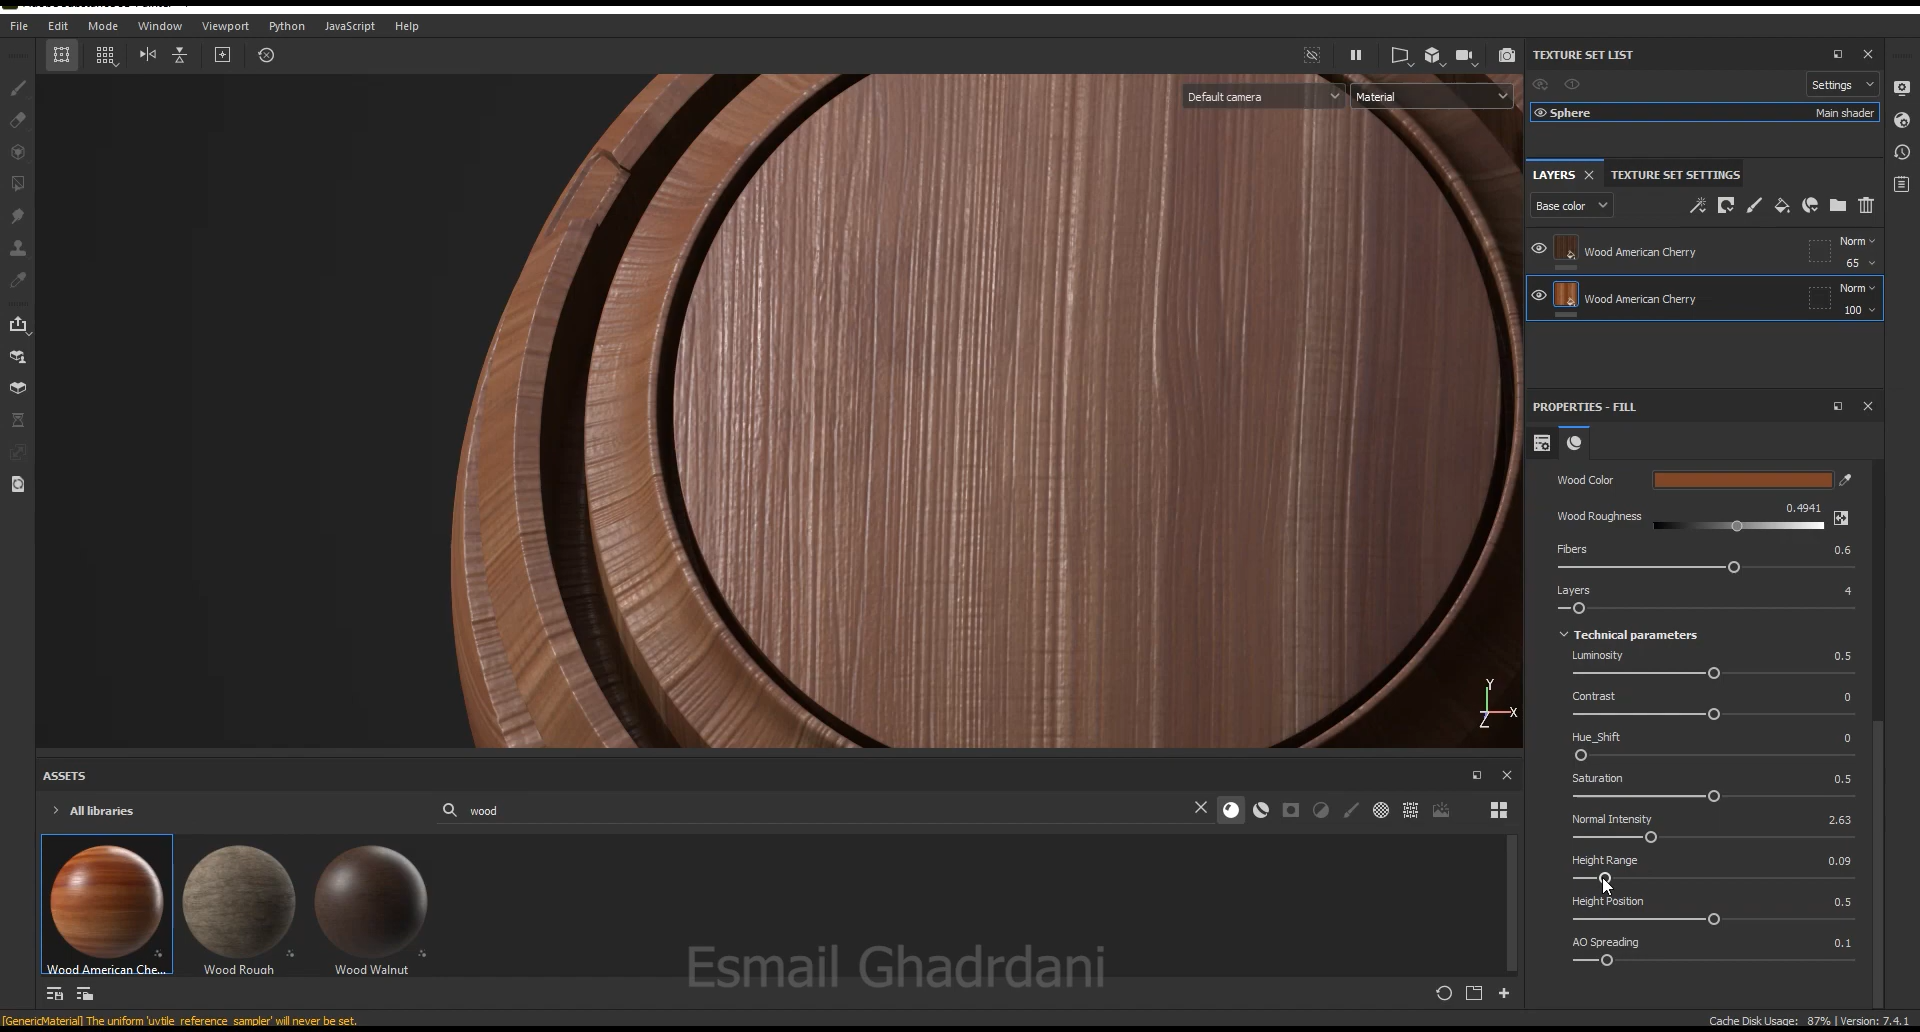 File Edit Mode Window Viewport Python JavaScript Help
Default camera
Material
TEXTURE SET LIST
Settings
Sphere
Main shader
LAYERS
TEXTURE SET SETTINGS
Base color
Wood American Cherry
Norm
65
Wood American Cherry
Norm
100
PROPERTIES - FILL
Wood Color
Wood Roughness
0.4941
Fibers
0.6
Layers
4
Technical parameters
Luminosity
0.5
Contrast
0
Hue_Shift
0
Saturation
0.5
Normal Intensity
2.63
Height Range
0.09
Height Position
0.5
AO Spreading
0.1
Y
X
Z
ASSETS
All libraries
wood
Wood American Che...
Wood Rough
Wood Walnut
Esmail Ghadrdani
[GenericMaterial] The uniform 'uvtile_reference_sampler' will never be set.
Cache Disk Usage: 87% | Version: 7.4.1